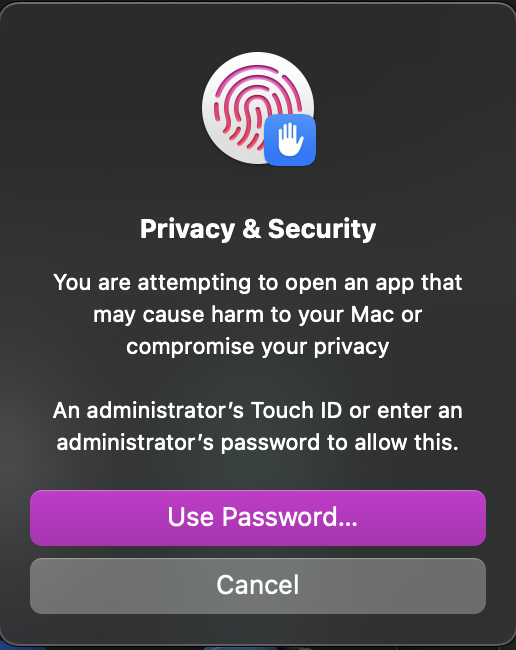 Privacy & Security
You are attempting to open an app that
may cause harm to your Mac or
compromise your privacy
An administrator’s Touch ID or enter an
administrator’s password to allow this.
Use Password...
Cancel